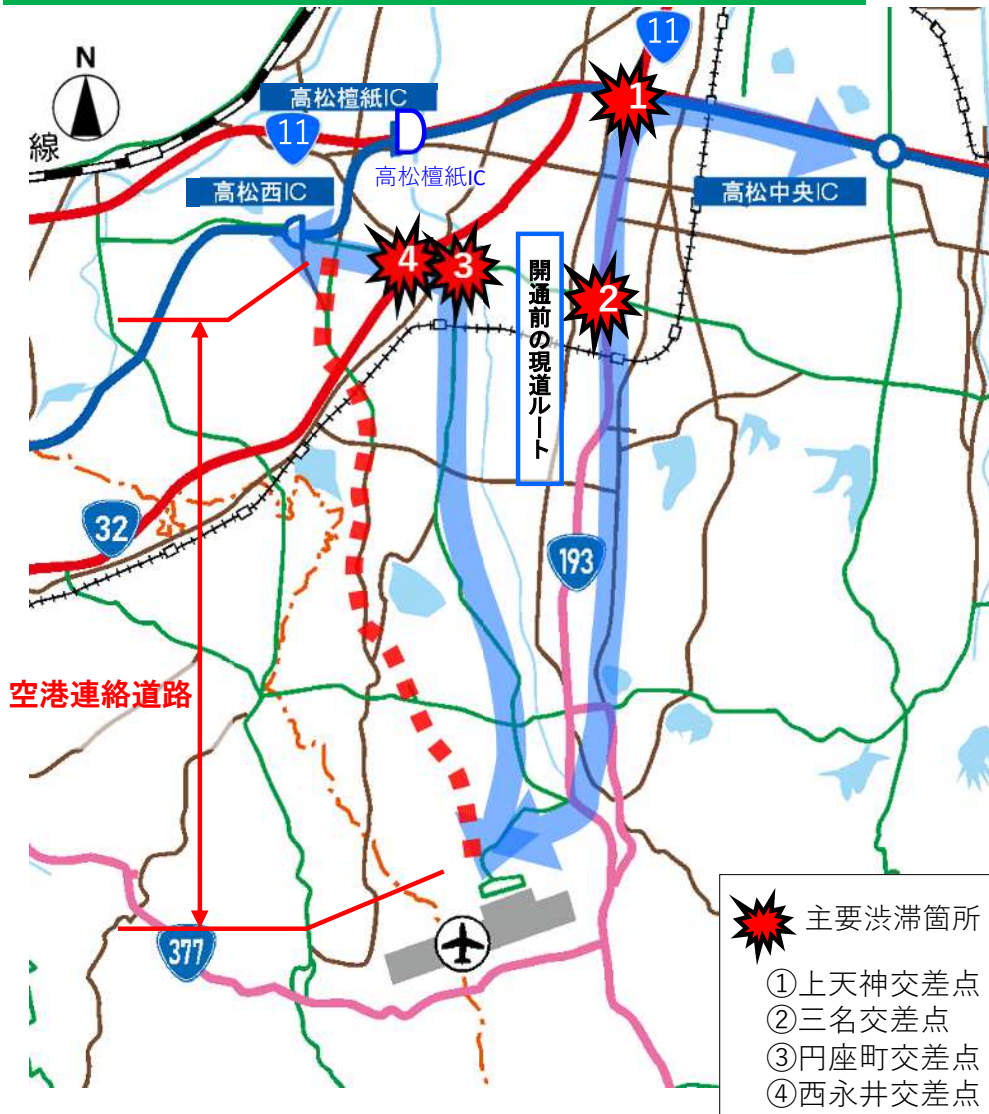 11
N
1
高松檀紙IC
11
線
高松檀紙IC
高松西IC
高松中央IC
4
3
2
開通前の現道ルート
32
193
空港連絡道路
377
主要渋滞箇所
①上天神交差点
②三名交差点
③円座町交差点
④西永井交差点